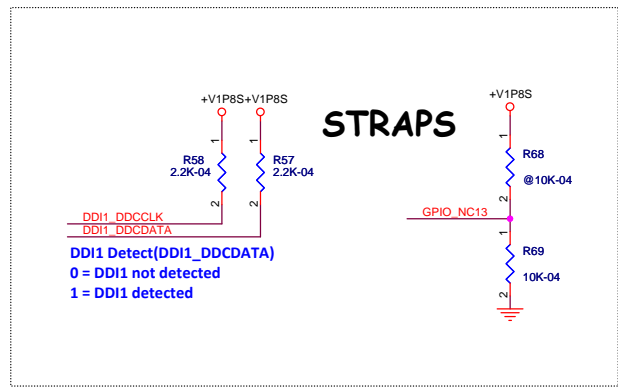 +V1P8S +V1P8S
STRAPS
+V1P8S
1
1
R58
2.2K-04
R57
2.2K-04
2
2
DDI1_DDCCLK
DDI1_DDCDATA
DDI1 Detect(DDI1_DDCDATA)
0 = DDI1 not detected
1 = DDI1 detected
1
R68
@10K-04
2
GPIO_NC13
1
R69
10K-04
2